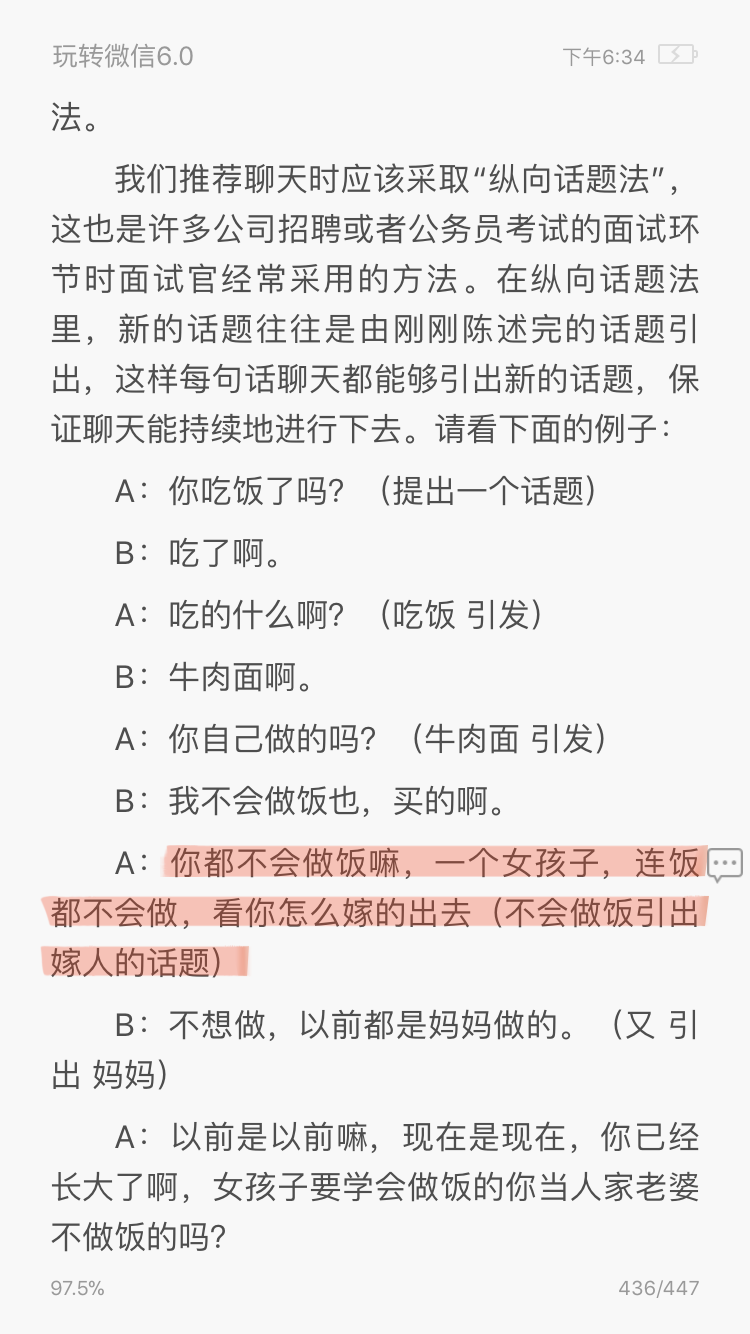 玩转微信6.0
下午6:34
法。
我们推荐聊天时应该采取“纵向话题法”，
这也是许多公司招聘或者公务员考试的面试环
节时面试官经常采用的方法。在纵向话题法
里，新的话题往往是由刚刚陈述完的话题引
出，这样每句话聊天都能够引出新的话题，保
证聊天能持续地进行下去。请看下面的例子：
A：你吃饭了吗？（提出一个话题）
B：吃了啊。
A：吃的什么啊？（吃饭 引发）
B：牛肉面啊。
A：你自己做的吗？（牛肉面 引发）
B：我不会做饭也，买的啊。
A：你都不会做饭嘛，一个女孩子，连饭
都不会做，看你怎么嫁的出去（不会做饭引出
嫁人的话题）
B：不想做，以前都是妈妈做的。（又 引
出 妈妈）
A：以前是以前嘛，现在是现在，你已经
长大了啊，女孩子要学会做饭的你当人家老婆
不做饭的吗？
97.5%
436/447